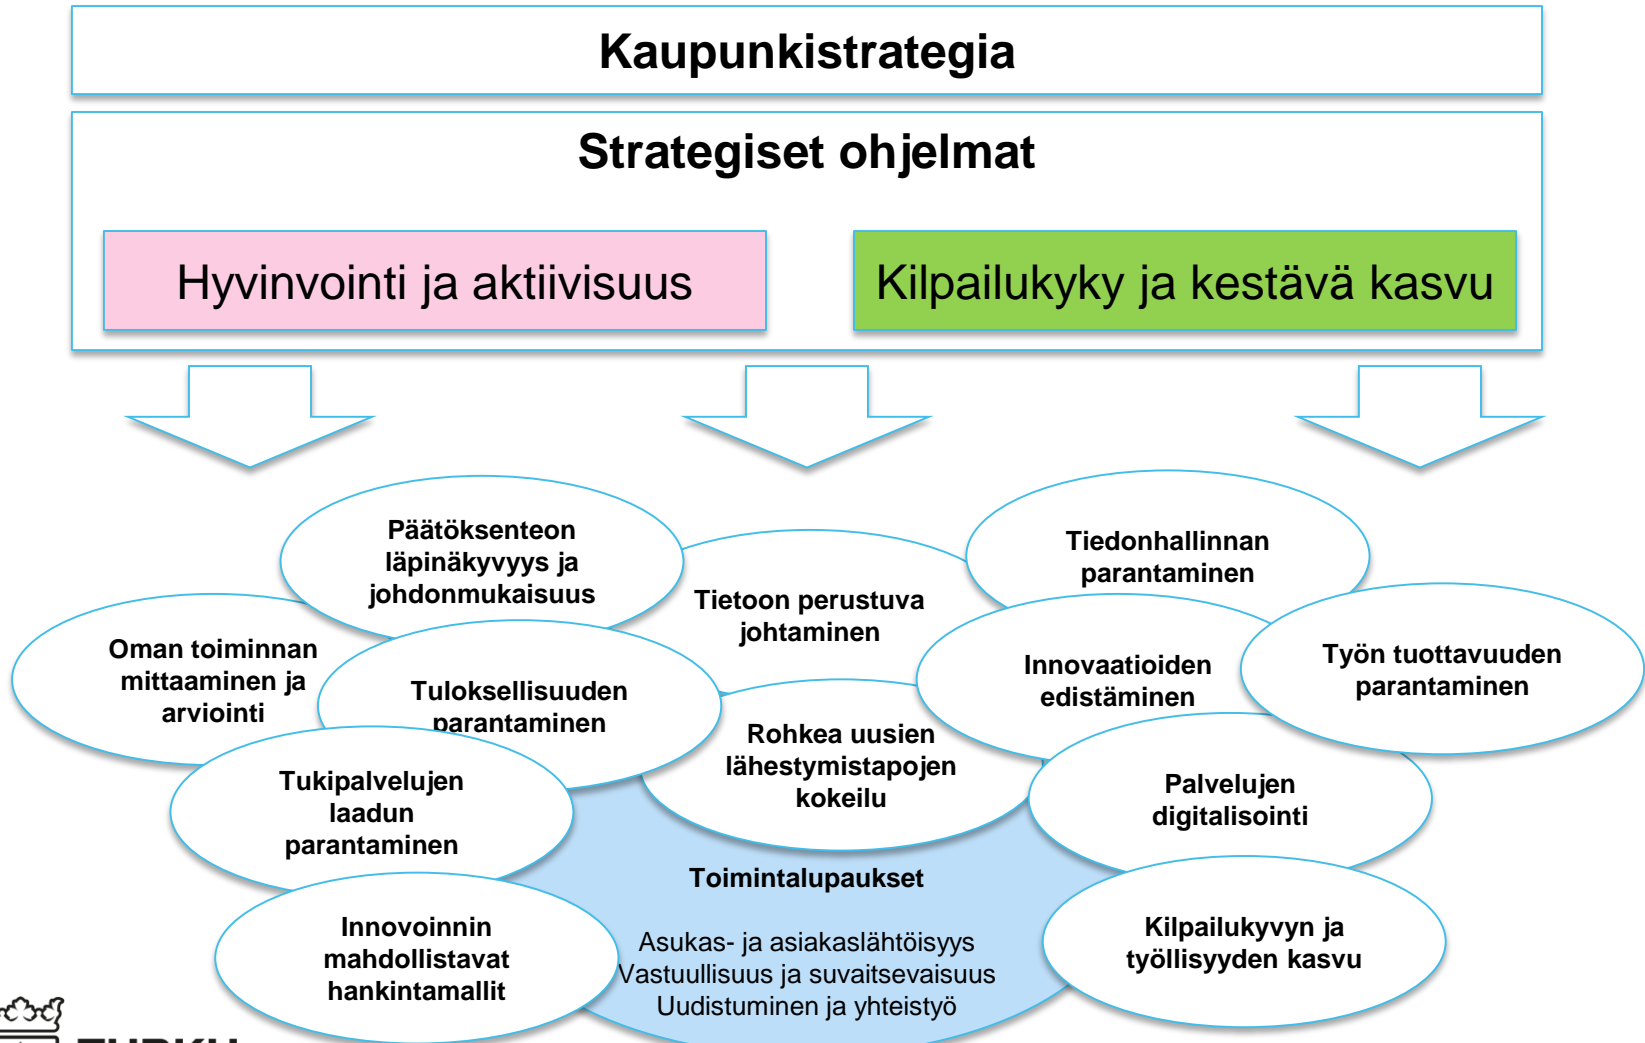 Kaupunkistrategia
Strategiset ohjelmat
Hyvinvointi ja aktiivisuus
Kilpailukyky ja kestävä kasvu
Päätöksenteon
läpinäkyvyys ja
johdonmukaisuus
Tietoon perustuva
johtaminen
Tiedonhallinnan
parantaminen
Oman toiminnan
mittaaminen ja
arviointi
Tuloksellisuuden
parantaminen
Innovaatioiden
edistäminen
Työn tuottavuuden
parantaminen
Rohkea uusien
lähestymistapojen
kokeilu
Tukipalvelujen
laadun
parantaminen
Palvelujen
digitalisointi
Toimintalupaukset
Asukas- ja asiakaslähtöisyys
Vastuullisuus ja suvaitsevaisuus
Uudistuminen ja yhteistyö
Innovoinnin
mahdollistavat
hankintamallit
Kilpailukyvyn ja
työllisyyden kasvu
TURKU